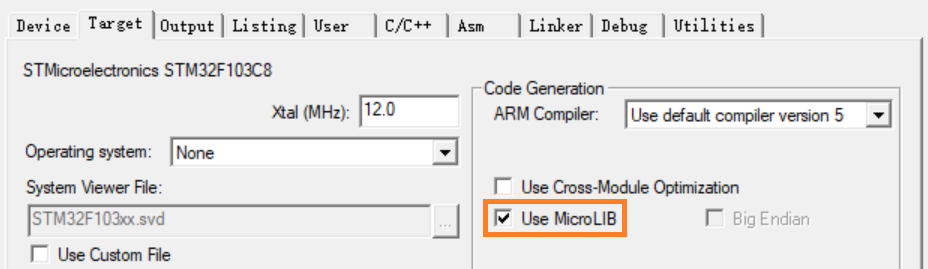 Device Target Output Listing User C/C++ Asm Linker Debug Utilities
STMicroelectronics STM32F103C8
Xtal (MHz): 12.0
Operating system: None
System Viewer File:
STM32F103xx.svd ...
Use Custom File
Code Generation
ARM Compiler: Use default compiler version 5
Use Cross-Module Optimization
Use MicroLIB Big Endian